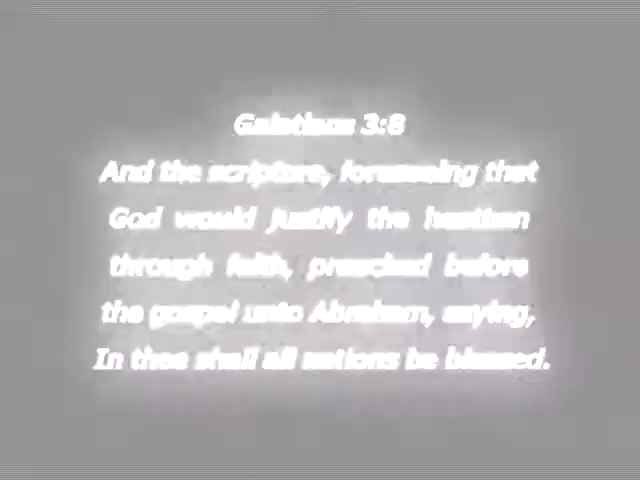 Galatians 3:8
And the scripture, foreseeing that
God would justify the heathen
through faith, preached before
the gospel unto Abraham, saying,
In thee shall all nations be blessed.